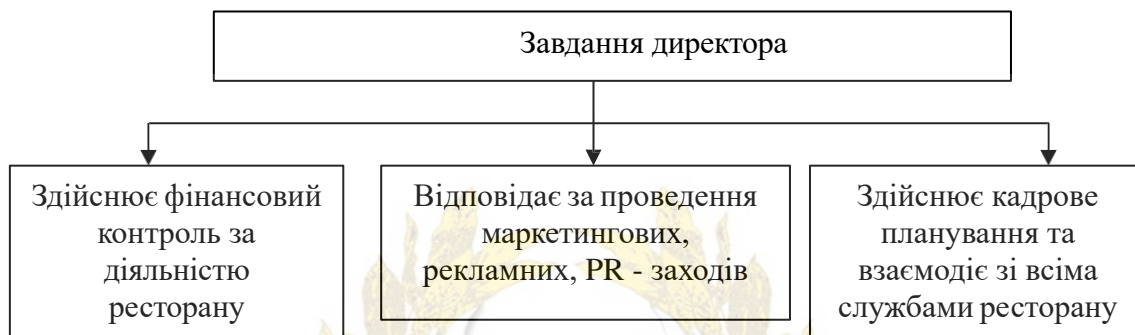 Завдання директора
Здійснює фінансовий
контроль за
діяльністю
ресторану
Відповідає за проведення
маркетингових,
рекламних, PR - заходів
Здійснює кадрове
планування та
взаємодіє зі всіма
службами ресторану